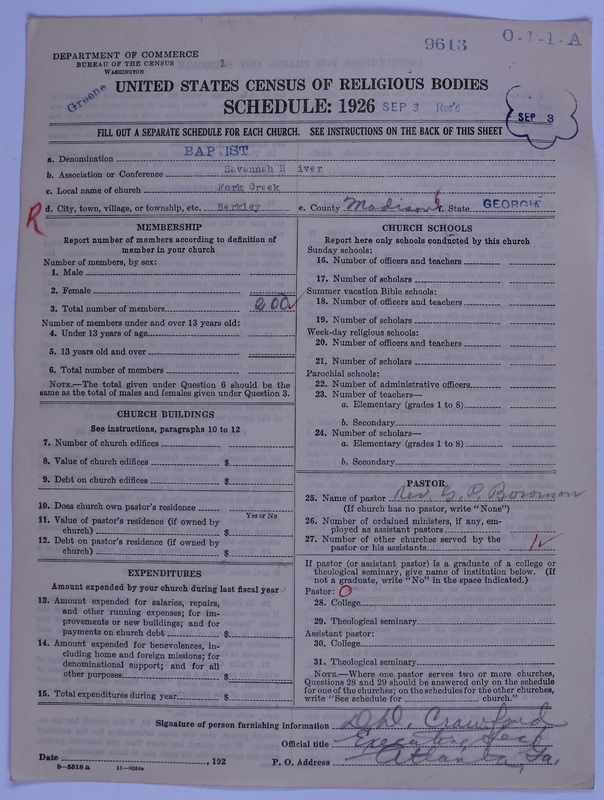 9613
O-1-1-A
DEPARTMENT OF COMMERCE
BUREAU OF THE CENSUS
WASHINGTON
1
Greene
UNITED STATES CENSUS OF RELIGIOUS BODIES
SCHEDULE: 1926
SEP 3 Rec'd
SEP 3
FILL OUT A SEPARATE SCHEDULE FOR EACH CHURCH. SEE INSTRUCTIONS ON THE BACK OF THIS SHEET
a. Denomination BAPTIST
b. Association or Conference Savannah R iver
c. Local name of church Fork Creek
R d. City, town, village, or township, etc. Berkley e. County Madison f. State GEORGIA
MEMBERSHIP
Report number of members according to definition of
member in your church
Number of members, by sex:
1. Male
2. Female
3. Total number of members 200
Number of members under and over 13 years old:
4. Under 13 years of age
5. 13 years old and over
6. Total number of members
NOTE.—The total given under Question 6 should be the
same as the total of males and females given under Question 3.
CHURCH BUILDINGS
See instructions, paragraphs 10 to 12
7. Number of church edifices
8. Value of church edifices $
9. Debt on church edifices $
10. Does church own pastor's residence
Yes or No
11. Value of pastor's residence (if owned by
church) $
12. Debt on pastor's residence (if owned by
church) $
EXPENDITURES
Amount expended by your church during last fiscal year
13. Amount expended for salaries, repairs,
and other running expenses; for im-
provements or new buildings; and for
payments on church debt $
14. Amount expended for benevolences, in-
cluding home and foreign missions; for
denominational support; and for all
other purposes $
15. Total expenditures during year $
CHURCH SCHOOLS
Report here only schools conducted by this church
Sunday schools:
16. Number of officers and teachers
17. Number of scholars
Summer vacation Bible schools:
18. Number of officers and teachers
19. Number of scholars
Week-day religious schools:
20. Number of officers and teachers
21. Number of scholars
Parochial schools:
22. Number of administrative officers
23. Number of teachers—
a. Elementary (grades 1 to 8)
b. Secondary
24. Number of scholars—
a. Elementary (grades 1 to 8)
b. Secondary
PASTOR
25. Name of pastor Rev. G. P. Bowman
(If church has no pastor, write "None")
26. Number of ordained ministers, if any, em-
ployed as assistant pastors
27. Number of other churches served by the
pastor or his assistants
If pastor (or assistant pastor) is a graduate of a college or
theological seminary, give name of institution below. (If
not a graduate, write "No" in the space indicated.)
Pastor: O
28. College
29. Theological seminary
Assistant pastor:
30. College
31. Theological seminary
NOTE.—Where one pastor serves two or more churches,
Questions 28 and 29 should be answered only on the schedule
for one of the churches; on the schedules for the other churches,
write "See schedule for church."
Signature of person furnishing information Crawford
Official title Executive
Date , 192 P. O. Address Atlanta, Ga,
8—5518 a 11—9034a